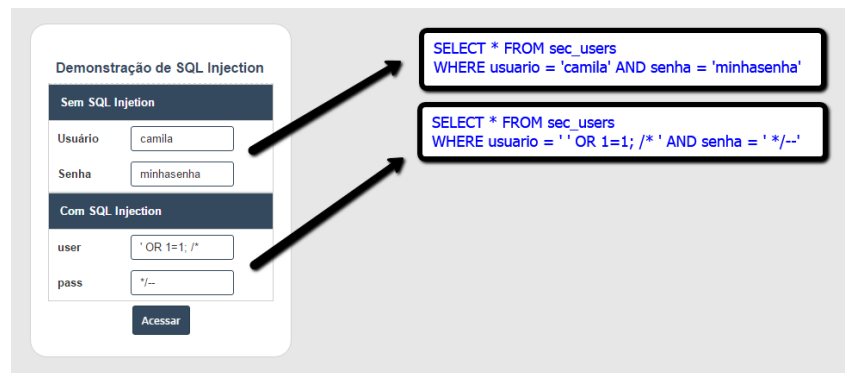 Demonstração de SQL Injection
Sem SQL Injetion
Usuário camila
Senha minhasenha
Com SQL Injection
user ' OR 1=1; /*
pass */--
Acessar
SELECT * FROM sec_users
WHERE usuario = 'camila' AND senha = 'minhasenha'
SELECT * FROM sec_users
WHERE usuario = ' ' OR 1=1; /* ' AND senha = ' */--'